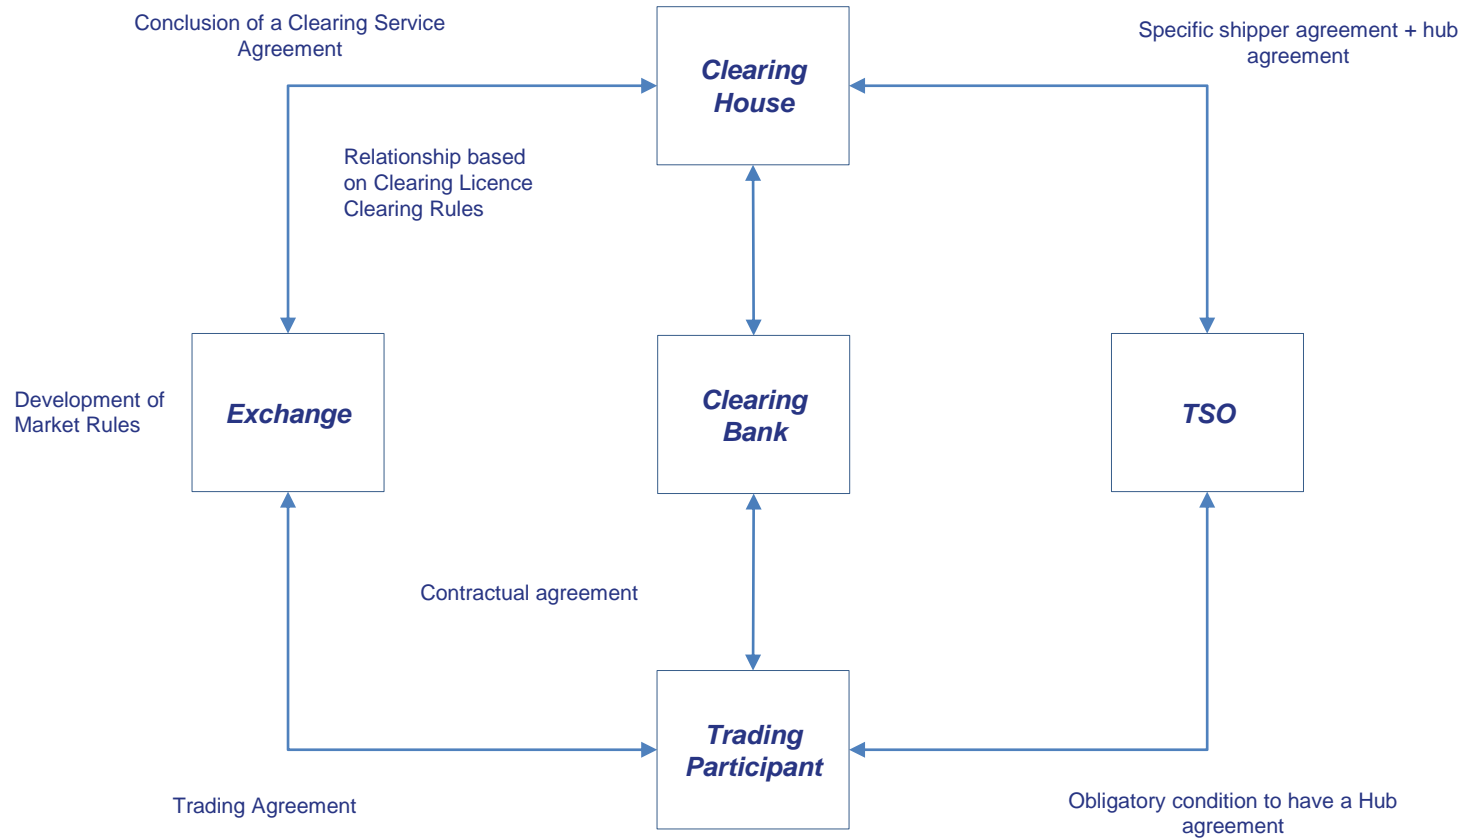 Conclusion of a Clearing Service
Agreement
Clearing
House
Specific shipper agreement + hub
agreement
Relationship based
on Clearing Licence
Clearing Rules
Development of
Market Rules
Exchange
Clearing
Bank
TSO
Contractual agreement
Trading
Participant
Trading Agreement
Obligatory condition to have a Hub
agreement